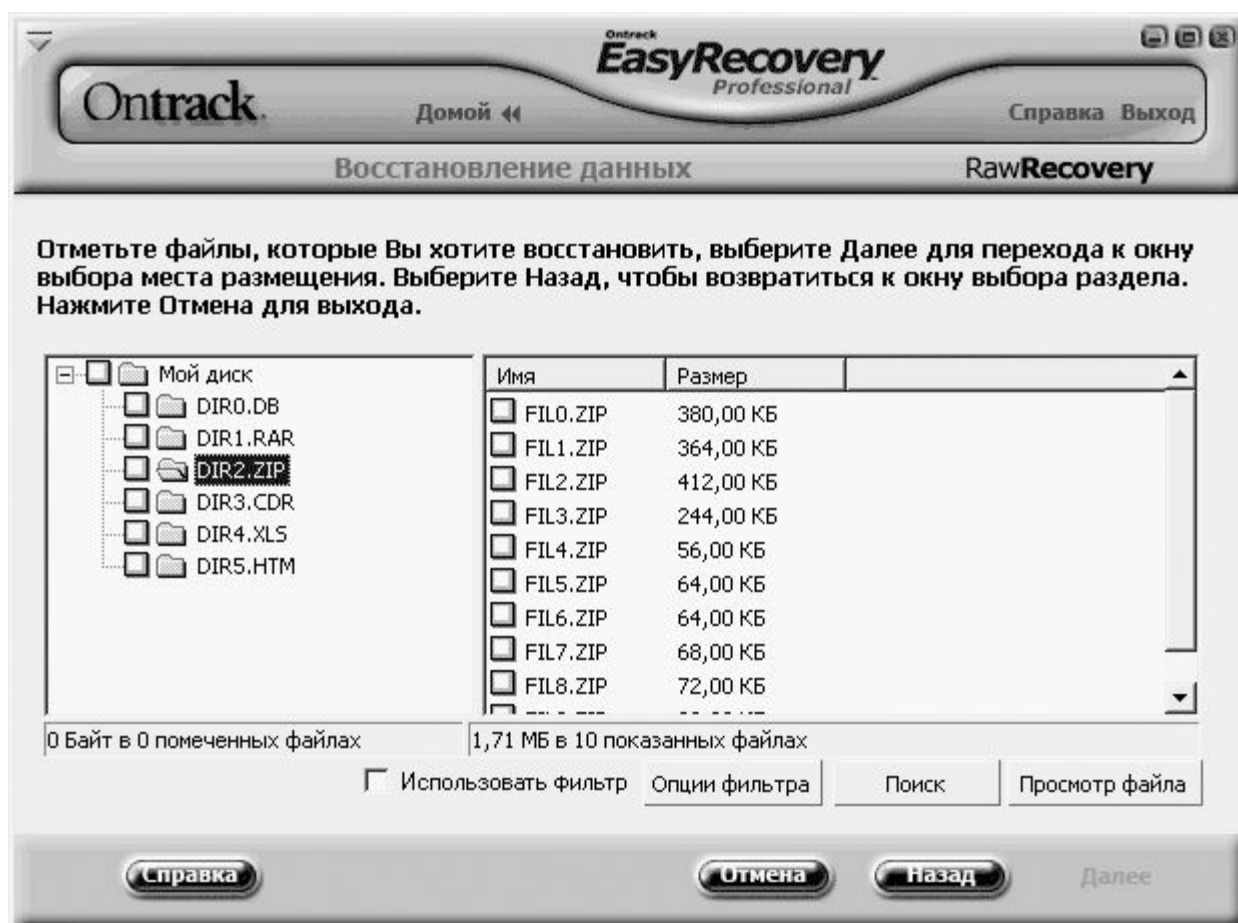 Ontrack
EasyRecovery
Professional
Ontrack.
Домой
Справка Выход
Восстановление данных
RawRecovery
Отметьте файлы, которые Вы хотите восстановить, выберите Далее для перехода к окну
выбора места размещения. Выберите Назад, чтобы возвратиться к окну выбора раздела.
Нажмите Отмена для выхода.
Мой диск
DIR0.DB
DIR1.RAR
DIR2.ZIP
DIR3.CDR
DIR4.XLS
DIR5.HTM
Имя Размер
FIL0.ZIP 380,00 КБ
FIL1.ZIP 364,00 КБ
FIL2.ZIP 412,00 КБ
FIL3.ZIP 244,00 КБ
FIL4.ZIP 56,00 КБ
FIL5.ZIP 64,00 КБ
FIL6.ZIP 64,00 КБ
FIL7.ZIP 68,00 КБ
FIL8.ZIP 72,00 КБ
0 Байт в 0 помеченных файлах
1,71 МБ в 10 показанных файлах
Использовать фильтр Опции фильтра Поиск Просмотр файла
Справка Отмена Назад Далее